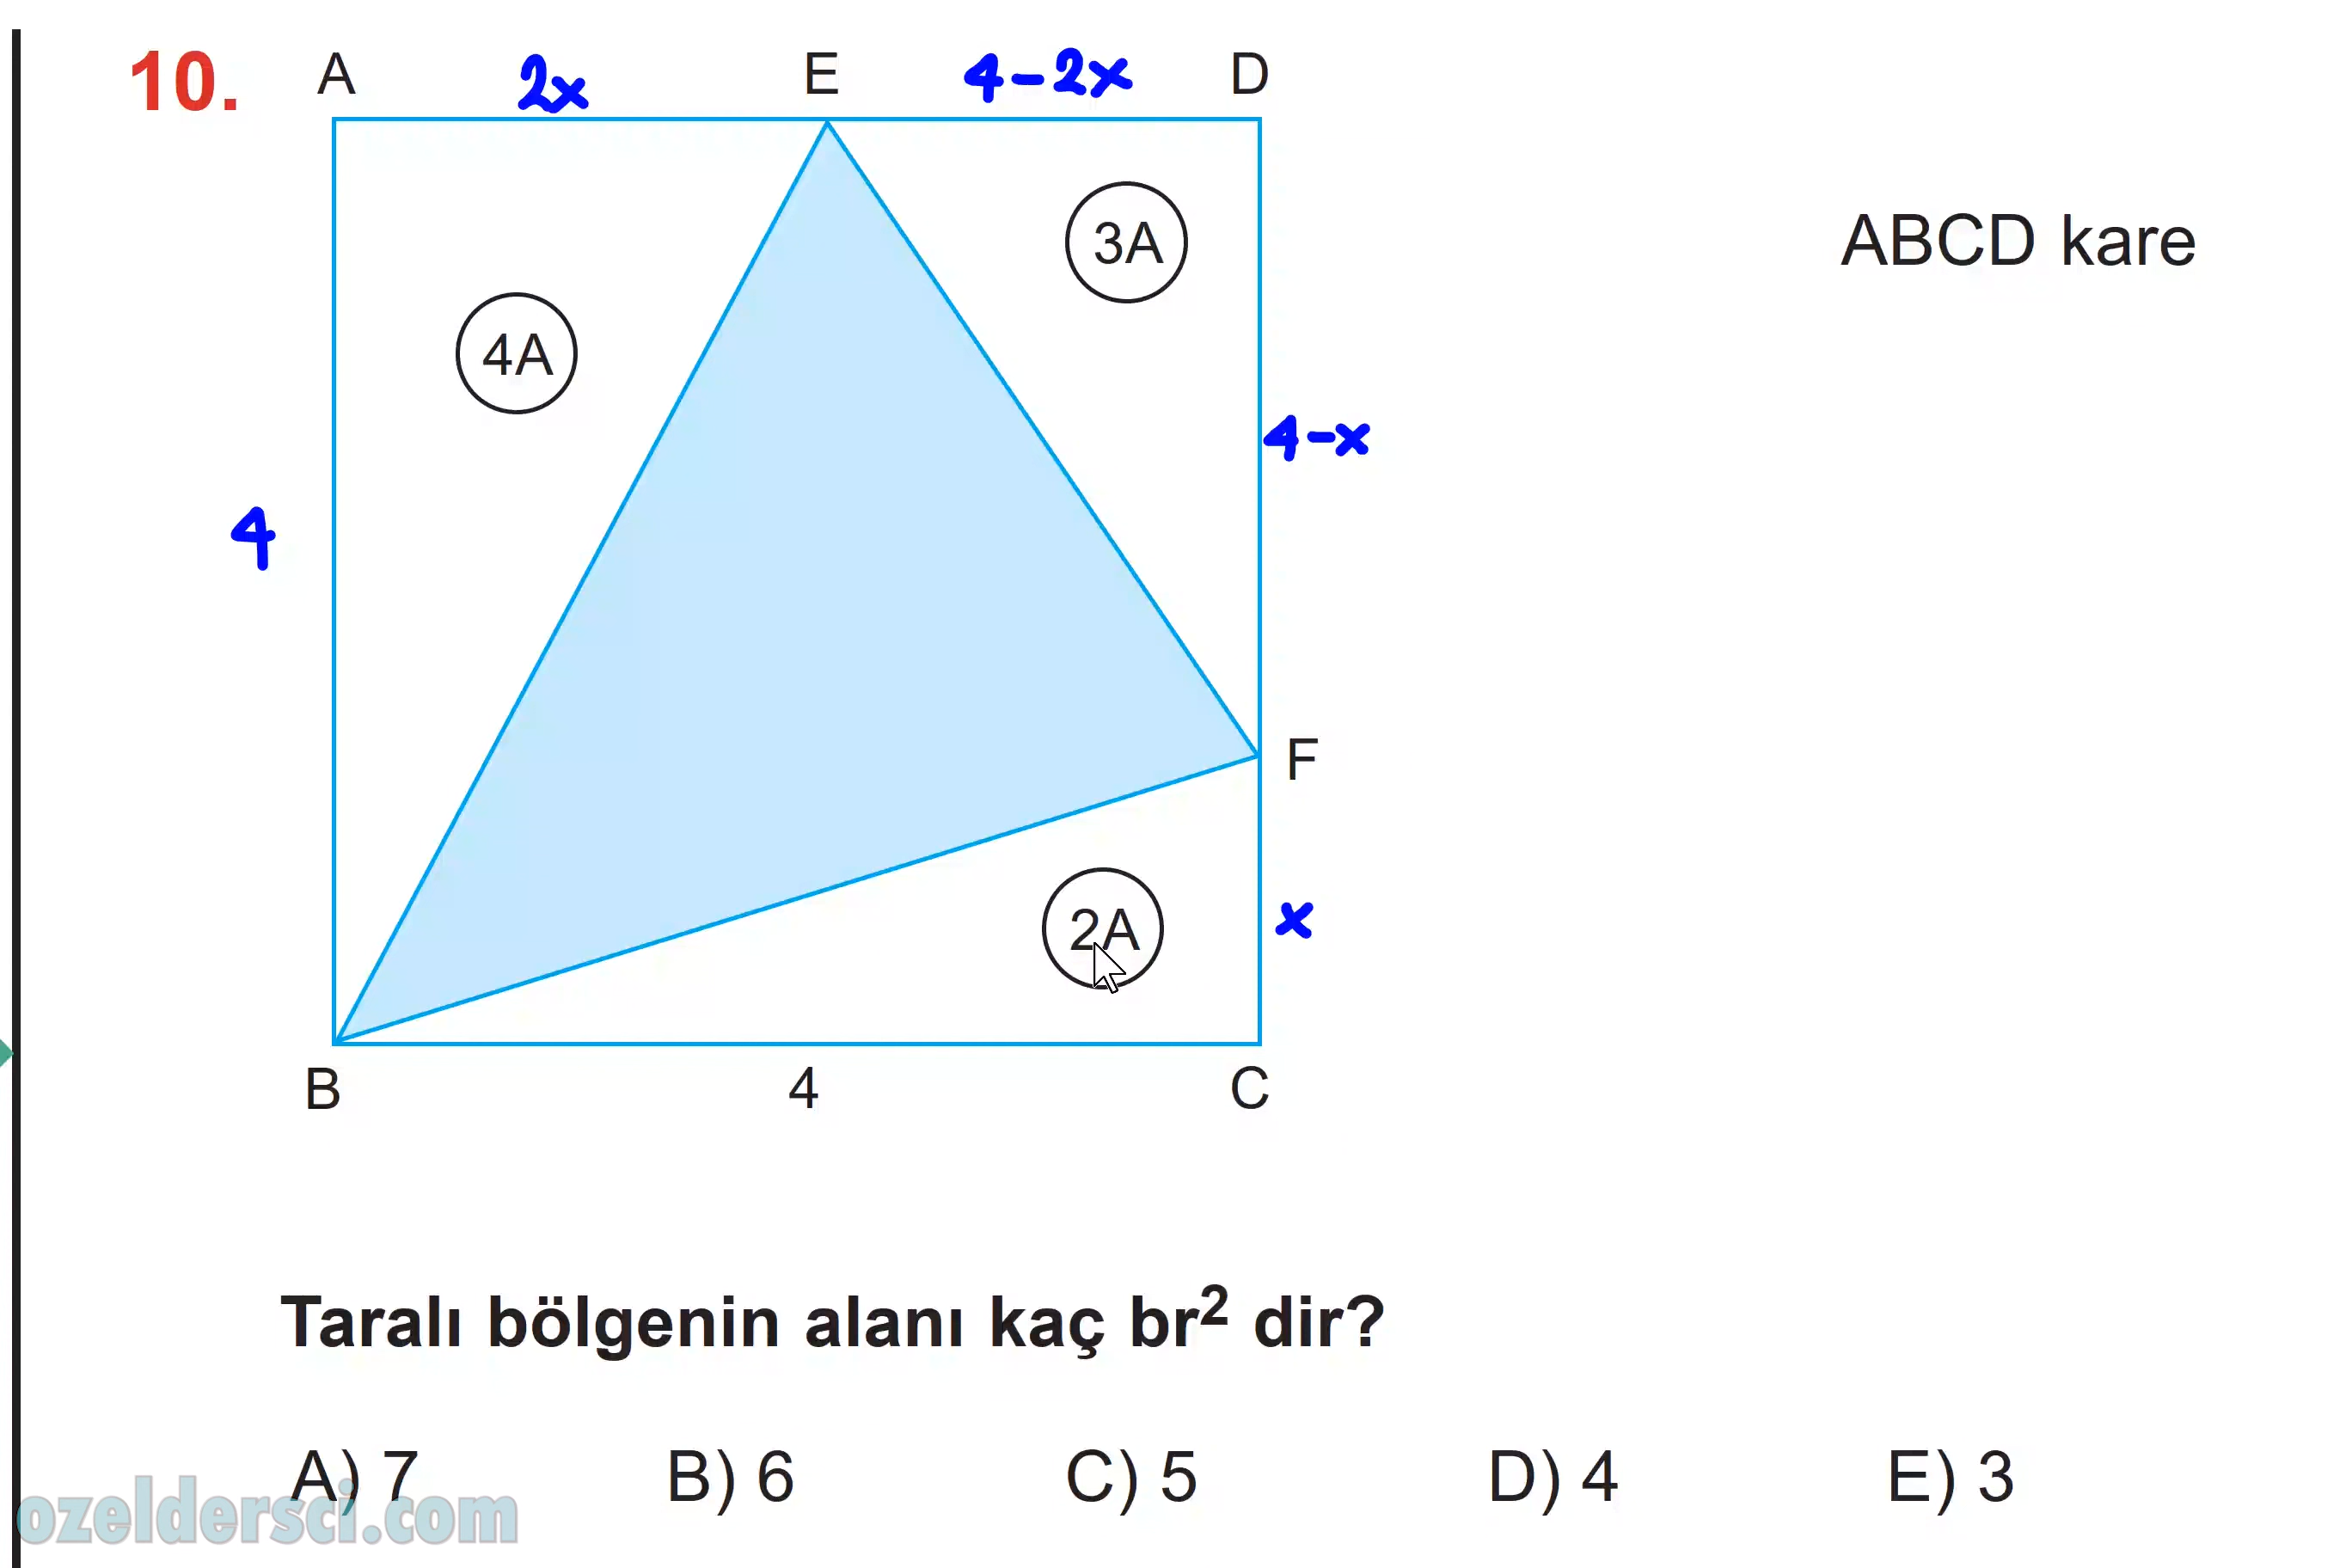 10.
A 2x E 4-2x D
3A
ABCD kare
4A
4-x
4
F
2A
x
B 4 C
Taralı bölgenin alanı kaç br² dir?
A) 7 B) 6 C) 5 D) 4 E) 3
ozeldersci.com